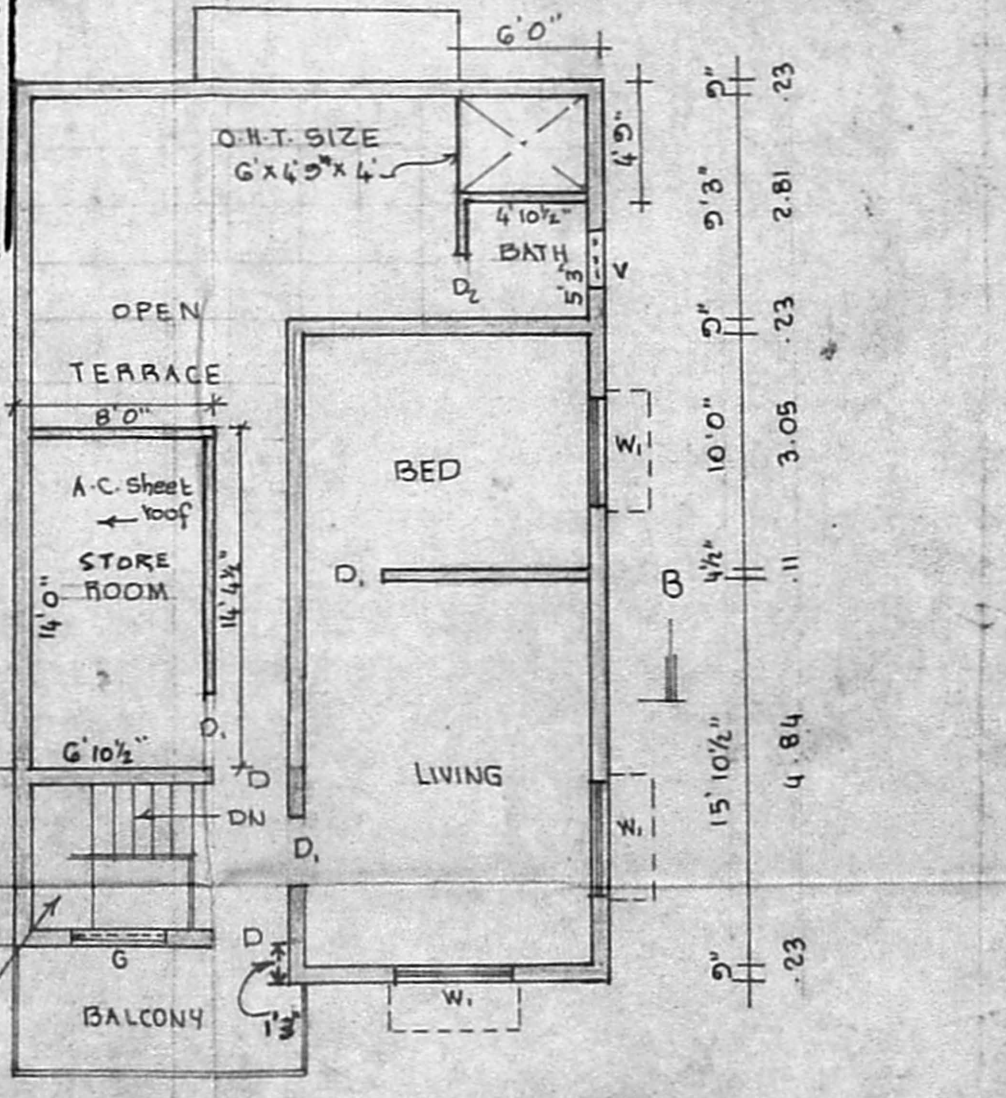 6'0"
O.H.T. SIZE
6' x 4' 9" x 4'
4'9"
4' 10½"
BATH
5'3"
V
D₂
OPEN
TERRACE
8'0"
A.C. Sheet
roof
STORE
ROOM
14'0"
14' 4½"
D₁
6' 10½"
BED
W₁
D₁
B
D
LIVING
DN
D₁
W₁
D
G
BALCONY
1'3"
W₁
9" .23
9'3" 2.81
9" .23
10'0" 3.05
4½" .11
15' 10½" 4.84
9" .23